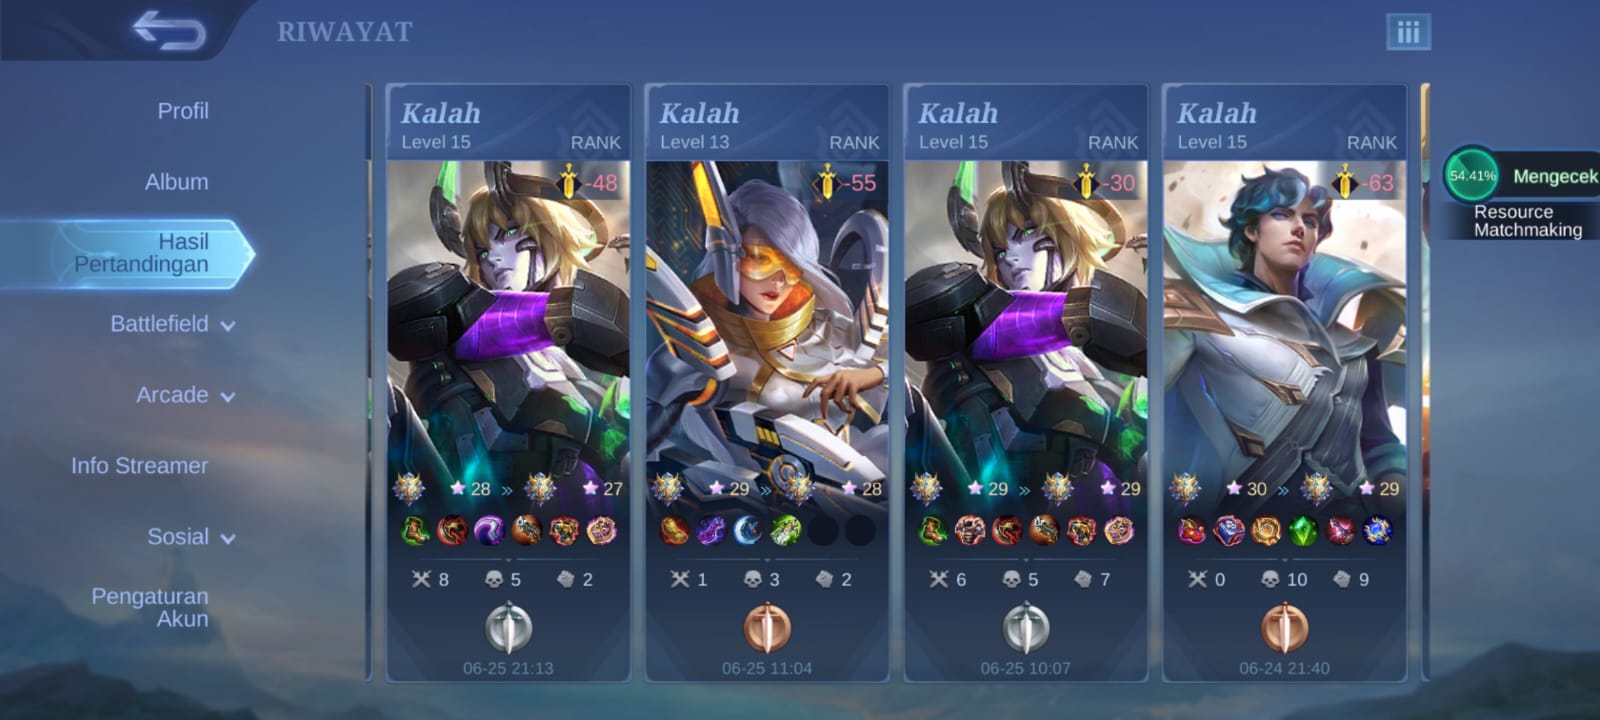 RIWAYAT
Profil
Album
Hasil
Pertandingan
Battlefield
Arcade
Info Streamer
Sosial
Pengaturan
Akun
Kalah
Level 15 RANK
-48
28 » 27
8 5 2
06-25 21:13
Kalah
Level 13 RANK
-55
29 » 28
1 3 2
06-25 11:04
Kalah
Level 15 RANK
-30
29 » 29
6 5 7
06-25 10:07
Kalah
Level 15 RANK
-63
30 » 29
0 10 9
06-24 21:40
54.41% Mengecek
Resource
Matchmaking